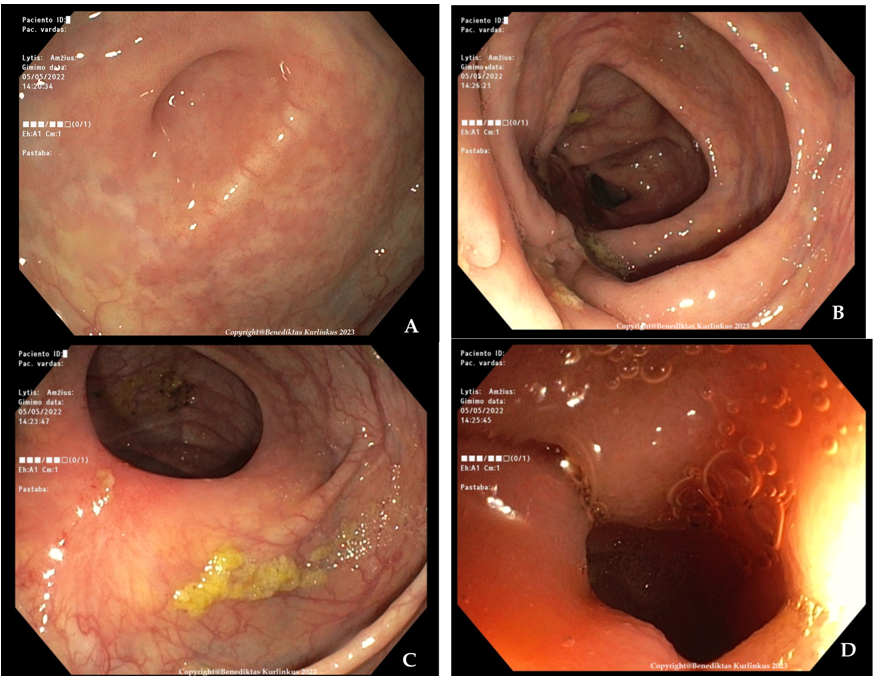 Paciento ID:
Pac. vardas:
Lytis: Amžius:
Gimimo data:
05/05/2022
14:20:34
■■■/■■□(0/1)
Eh:A1 Cm:1
Pastaba:
Copyright@Benediktas Kurlinkus 2023
A
Paciento ID:
Pac. vardas:
Lytis: Amžius:
Gimimo data:
05/05/2022
14:26:21
■■■/■■□(0/1)
Eh:A1 Cm:1
Pastaba:
Copyright@Benediktas Kurlinkus 2023
B
Paciento ID:
Pac. vardas:
Lytis: Amžius:
Gimimo data:
05/05/2022
14:23:47
■■■/■■□(0/1)
Eh:A1 Cm:1
Pastaba:
Copyright@Benediktas Kurlinkus 2023
C
Paciento ID:
Pac. vardas:
Lytis: Amžius:
Gimimo data:
05/05/2022
14:25:45
■■■/■■□(0/1)
Eh:A1 Cm:1
Pastaba:
Copyright@Benediktas Kurlinkus 2023
D